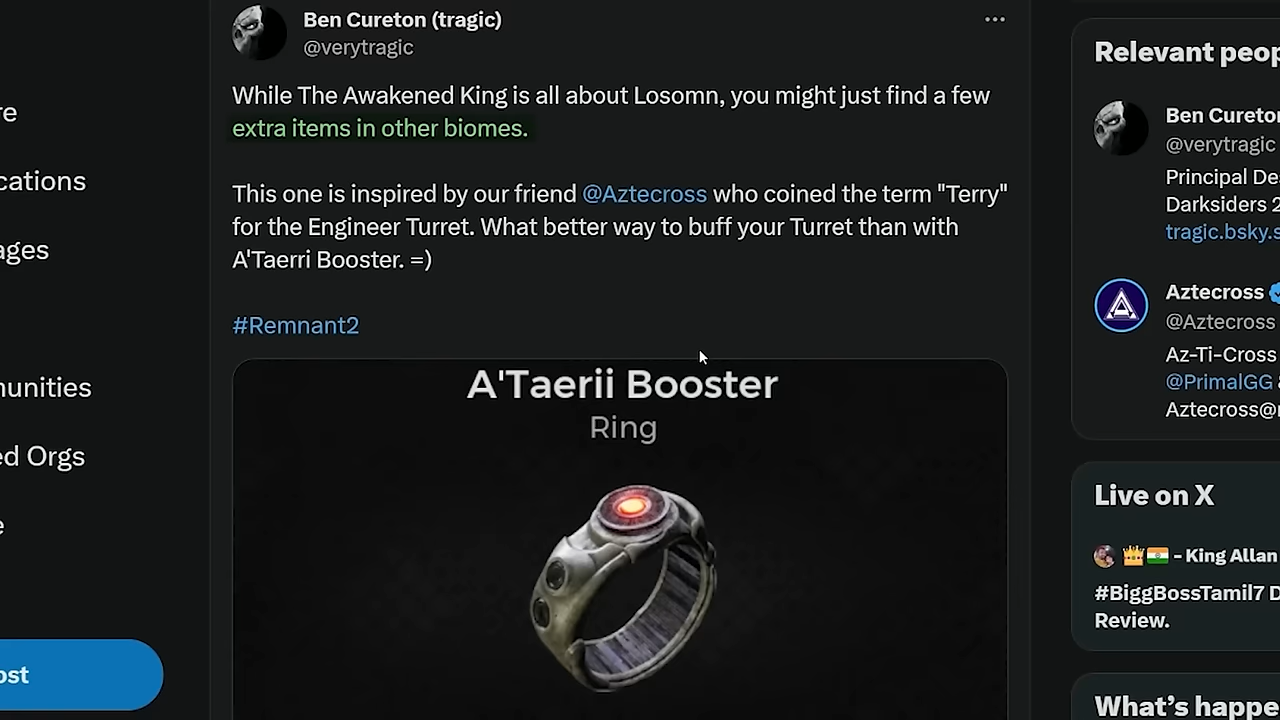 Ben Cureton (tragic)
@verytragic
While The Awakened King is all about Losomn, you might just find a few
extra items in other biomes.
This one is inspired by our friend @Aztecross who coined the term "Terry"
for the Engineer Turret. What better way to buff your Turret than with
A'Taerri Booster. =)
#Remnant2
A'Taerii Booster
Ring
re
cations
ages
nunities
ed Orgs
e
ost
Relevant peop
Ben Cureton
@verytragic
Principal Des
Darksiders 2
tragic.bsky.s
Aztecross
@Aztecross
Az-Ti-Cross
@PrimalGG
Aztecross@
Live on X
- King Allan
#BiggBossTamil7 D
Review.
What's happe